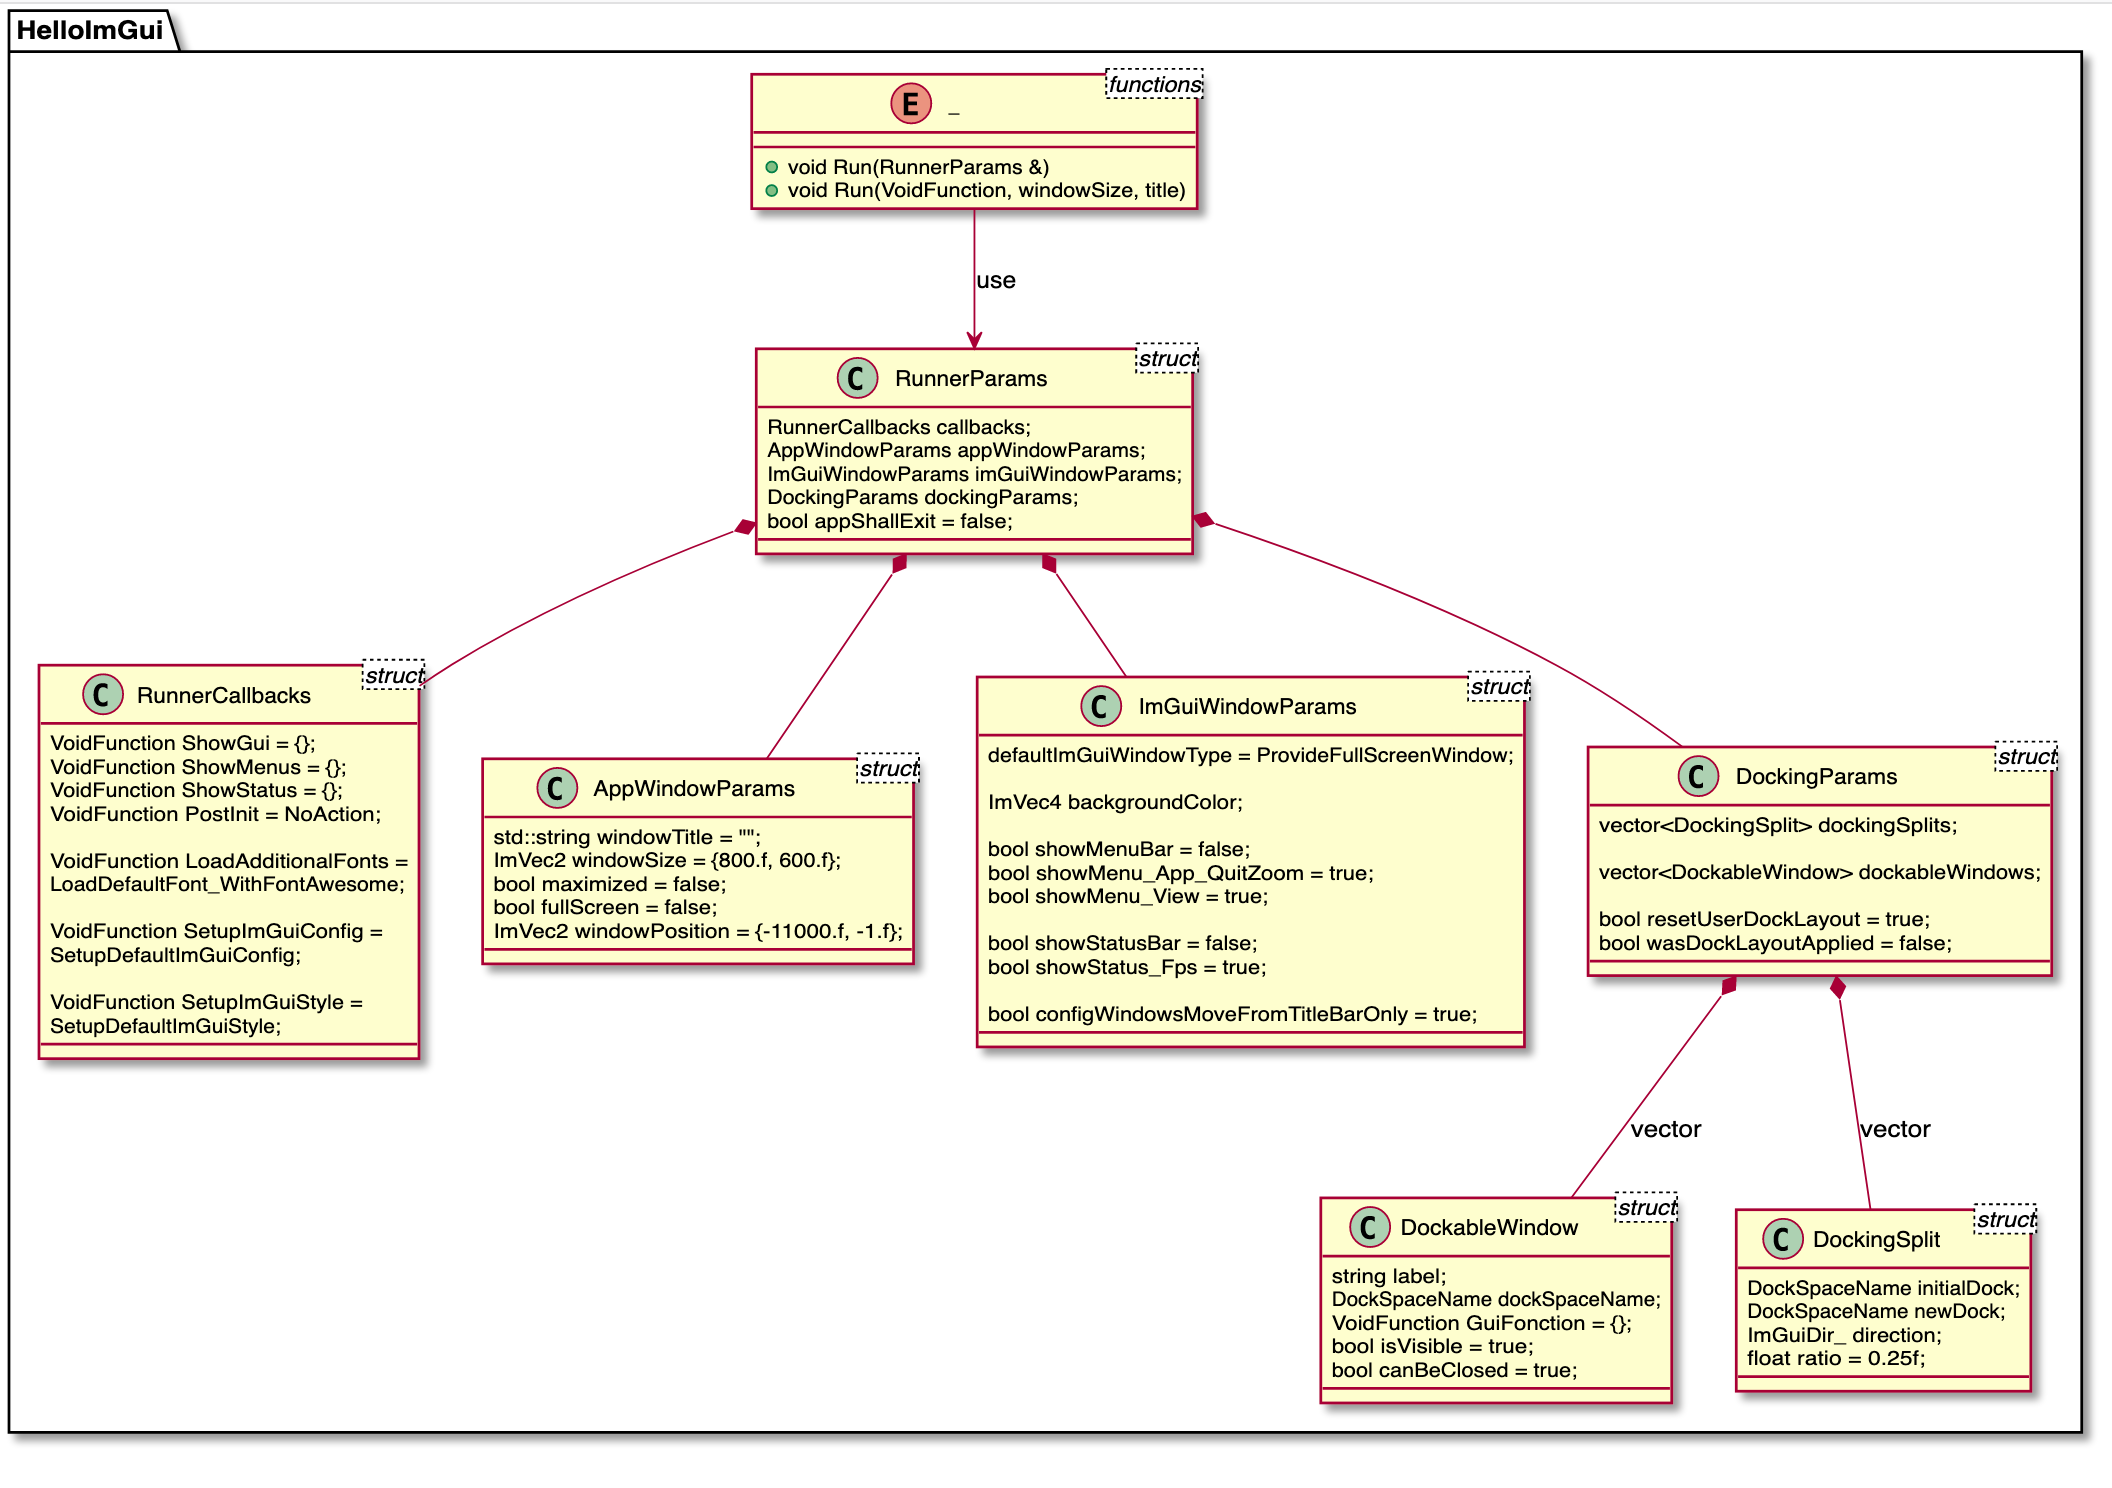 HelloImGui
functions
E _
void Run(RunnerParams &)
void Run(VoidFunction, windowSize, title)
use
struct
C RunnerParams
RunnerCallbacks callbacks;
AppWindowParams appWindowParams;
ImGuiWindowParams imGuiWindowParams;
DockingParams dockingParams;
bool appShallExit = false;
struct
C RunnerCallbacks
VoidFunction ShowGui = {};
VoidFunction ShowMenus = {};
VoidFunction ShowStatus = {};
VoidFunction PostInit = NoAction;
VoidFunction LoadAdditionalFonts =
LoadDefaultFont_WithFontAwesome;
VoidFunction SetupImGuiConfig =
SetupDefaultImGuiConfig;
VoidFunction SetupImGuiStyle =
SetupDefaultImGuiStyle;
struct
C AppWindowParams
std::string windowTitle = "";
ImVec2 windowSize = {800.f, 600.f};
bool maximized = false;
bool fullScreen = false;
ImVec2 windowPosition = {-11000.f, -1.f};
struct
C ImGuiWindowParams
defaultImGuiWindowType = ProvideFullScreenWindow;
ImVec4 backgroundColor;
bool showMenuBar = false;
bool showMenu_App_QuitZoom = true;
bool showMenu_View = true;
bool showStatusBar = false;
bool showStatus_Fps = true;
bool configWindowsMoveFromTitleBarOnly = true;
struct
C DockingParams
vector<DockingSplit> dockingSplits;
vector<DockableWindow> dockableWindows;
bool resetUserDockLayout = true;
bool wasDockLayoutApplied = false;
vector
vector
struct
C DockableWindow
string label;
DockSpaceName dockSpaceName;
VoidFunction GuiFonction = {};
bool isVisible = true;
bool canBeClosed = true;
struct
C DockingSplit
DockSpaceName initialDock;
DockSpaceName newDock;
ImGuiDir_ direction;
float ratio = 0.25f;